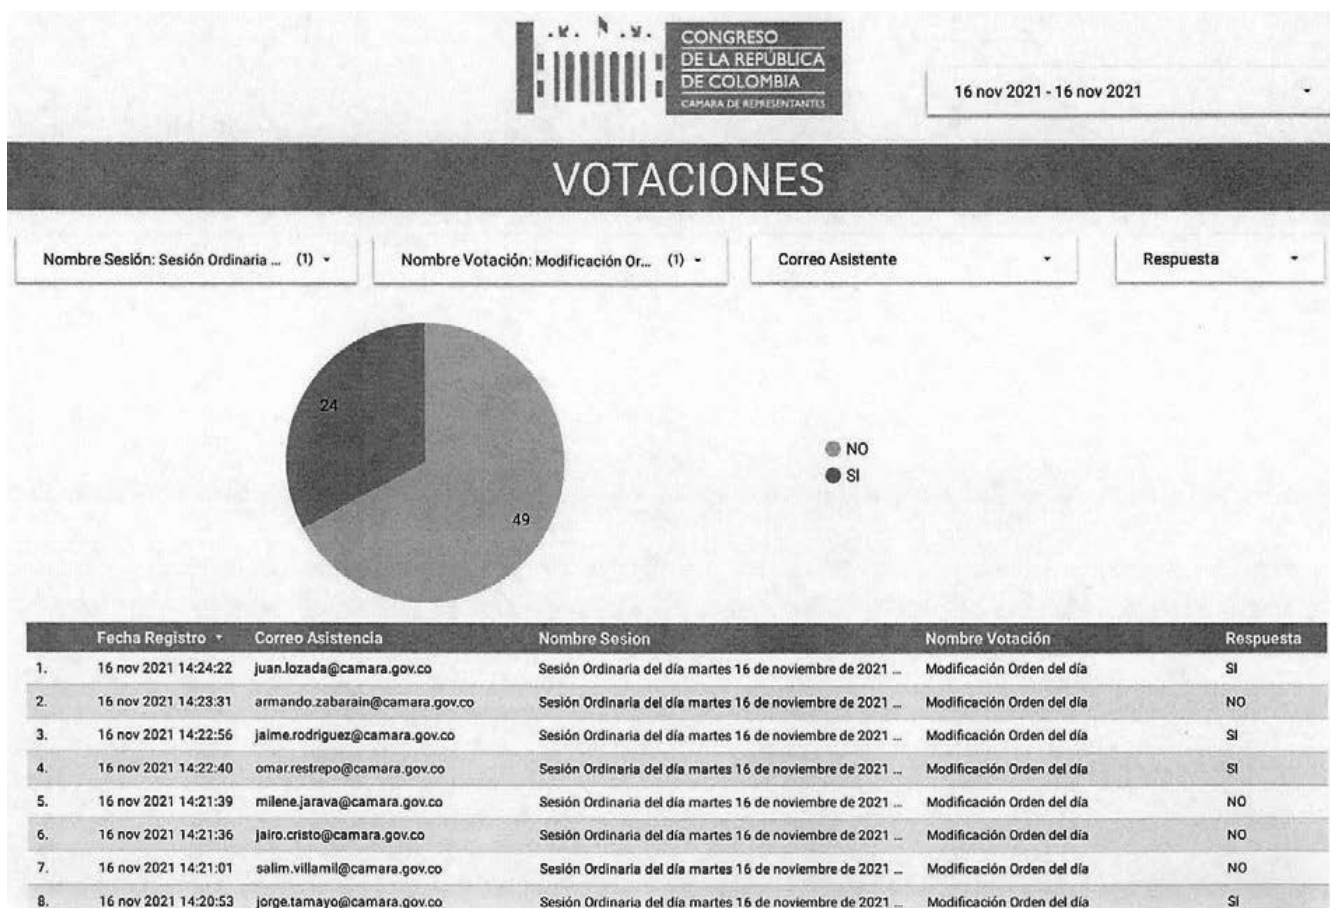 CONGRESO
DE LA REPÚBLICA
DE COLOMBIA
CAMARA DE REPRESENTANTES
16 nov 2021 - 16 nov 2021
VOTACIONES
Nombre Sesión: Sesión Ordinaria ... (1)
Nombre Votación: Modificación Or... (1)
Correo Asistente
Respuesta
24
49
NO
SI
Fecha Registro Correo Asistencia Nombre Sesion Nombre Votación Respuesta
1. 16 nov 2021 14:24:22 juan.lozada@camara.gov.co Sesión Ordinaria del día martes 16 de noviembre de 2021 ... Modificación Orden del día SI
2. 16 nov 2021 14:23:31 armando.zabarain@camara.gov.co Sesión Ordinaria del día martes 16 de noviembre de 2021 ... Modificación Orden del día NO
3. 16 nov 2021 14:22:56 jaime.rodriguez@camara.gov.co Sesión Ordinaria del día martes 16 de noviembre de 2021 ... Modificación Orden del día SI
4. 16 nov 2021 14:22:40 omar.restrepo@camara.gov.co Sesión Ordinaria del día martes 16 de noviembre de 2021 ... Modificación Orden del día SI
5. 16 nov 2021 14:21:39 milene.jarava@camara.gov.co Sesión Ordinaria del día martes 16 de noviembre de 2021 ... Modificación Orden del día NO
6. 16 nov 2021 14:21:36 jairo.cristo@camara.gov.co Sesión Ordinaria del día martes 16 de noviembre de 2021 ... Modificación Orden del día NO
7. 16 nov 2021 14:21:01 salim.villamil@camara.gov.co Sesión Ordinaria del día martes 16 de noviembre de 2021 ... Modificación Orden del día NO
8. 16 nov 2021 14:20:53 jorge.tamayo@camara.gov.co Sesión Ordinaria del día martes 16 de noviembre de 2021 ... Modificación Orden del día SI